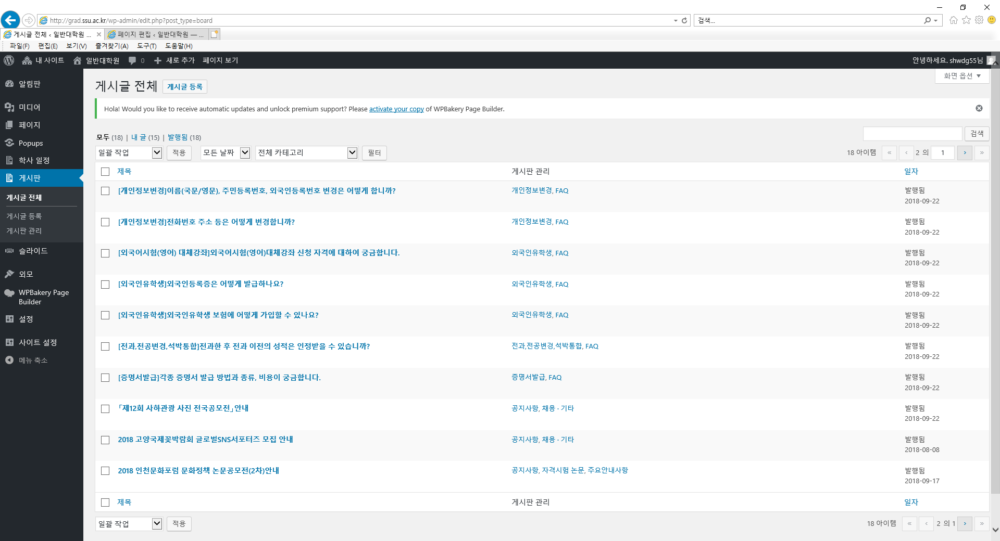 http://grad.ssu.ac.kr/wp-admin/edit.php?post_type=board
검색...
게시글 전체 ‹ 일반대학원 ...
페이지 편집 ‹ 일반대학원 — ...
파일(F) 편집(E) 보기(V) 즐겨찾기(A) 도구(T) 도움말(H)
내 사이트 일반대학원 0 새로 추가 페이지 보기
안녕하세요. shwdg55님
알림판
미디어
페이지
Popups
학사 일정
게시판
게시글 전체
게시글 등록
게시판 관리
슬라이드
외모
WPBakery Page
Builder
설정
사이트 설정
메뉴 축소
화면 옵션
게시글 전체 게시글 등록
Hola! Would you like to receive automatic updates and unlock premium support? Please activate your copy of WPBakery Page Builder.
모두 (18) | 내 글 (15) | 발행됨 (18)
검색
일괄 작업 적용 모든 날짜 전체 카테고리 필터
18 아이템 « ‹ 2 의 1 › »
제목 게시판 관리 일자
[개인정보변경]이름(국문/영문), 주민등록번호, 외국인등록번호 변경은 어떻게 합니까? 개인정보변경, FAQ 발행됨
2018-09-22
[개인정보변경]전화번호 주소 등은 어떻게 변경합니까? 개인정보변경, FAQ 발행됨
2018-09-22
[외국어시험(영어) 대체강좌]외국어시험(영어)대체강좌 신청 자격에 대하여 궁금합니다. 외국인유학생, FAQ 발행됨
2018-09-22
[외국인유학생]외국인등록증은 어떻게 발급하나요? 외국인유학생, FAQ 발행됨
2018-09-22
[외국인유학생]외국인유학생 보험에 어떻게 가입할 수 있나요? 외국인유학생, FAQ 발행됨
2018-09-22
[전과,전공변경,석박통합]전과한 후 전과 이전의 성적은 인정받을 수 있습니까? 전과,전공변경,석박통합, FAQ 발행됨
2018-09-22
[증명서발급]각종 증명서 발급 방법과 종류, 비용이 궁금합니다. 증명서발급, FAQ 발행됨
2018-09-22
「제12회 사하관광 사진 전국공모전」안내 공지사항, 채용 · 기타 발행됨
2018-09-22
2018 고양국제꽃박람회 글로벌SNS서포터즈 모집 안내 공지사항, 채용 · 기타 발행됨
2018-08-08
2018 인천문화포럼 문화정책 논문공모전(2차)안내 공지사항, 자격시험 논문, 주요안내사항 발행됨
2018-09-17
제목 게시판 관리 일자
일괄 작업 적용
18 아이템 « ‹ 2 의 1 › »